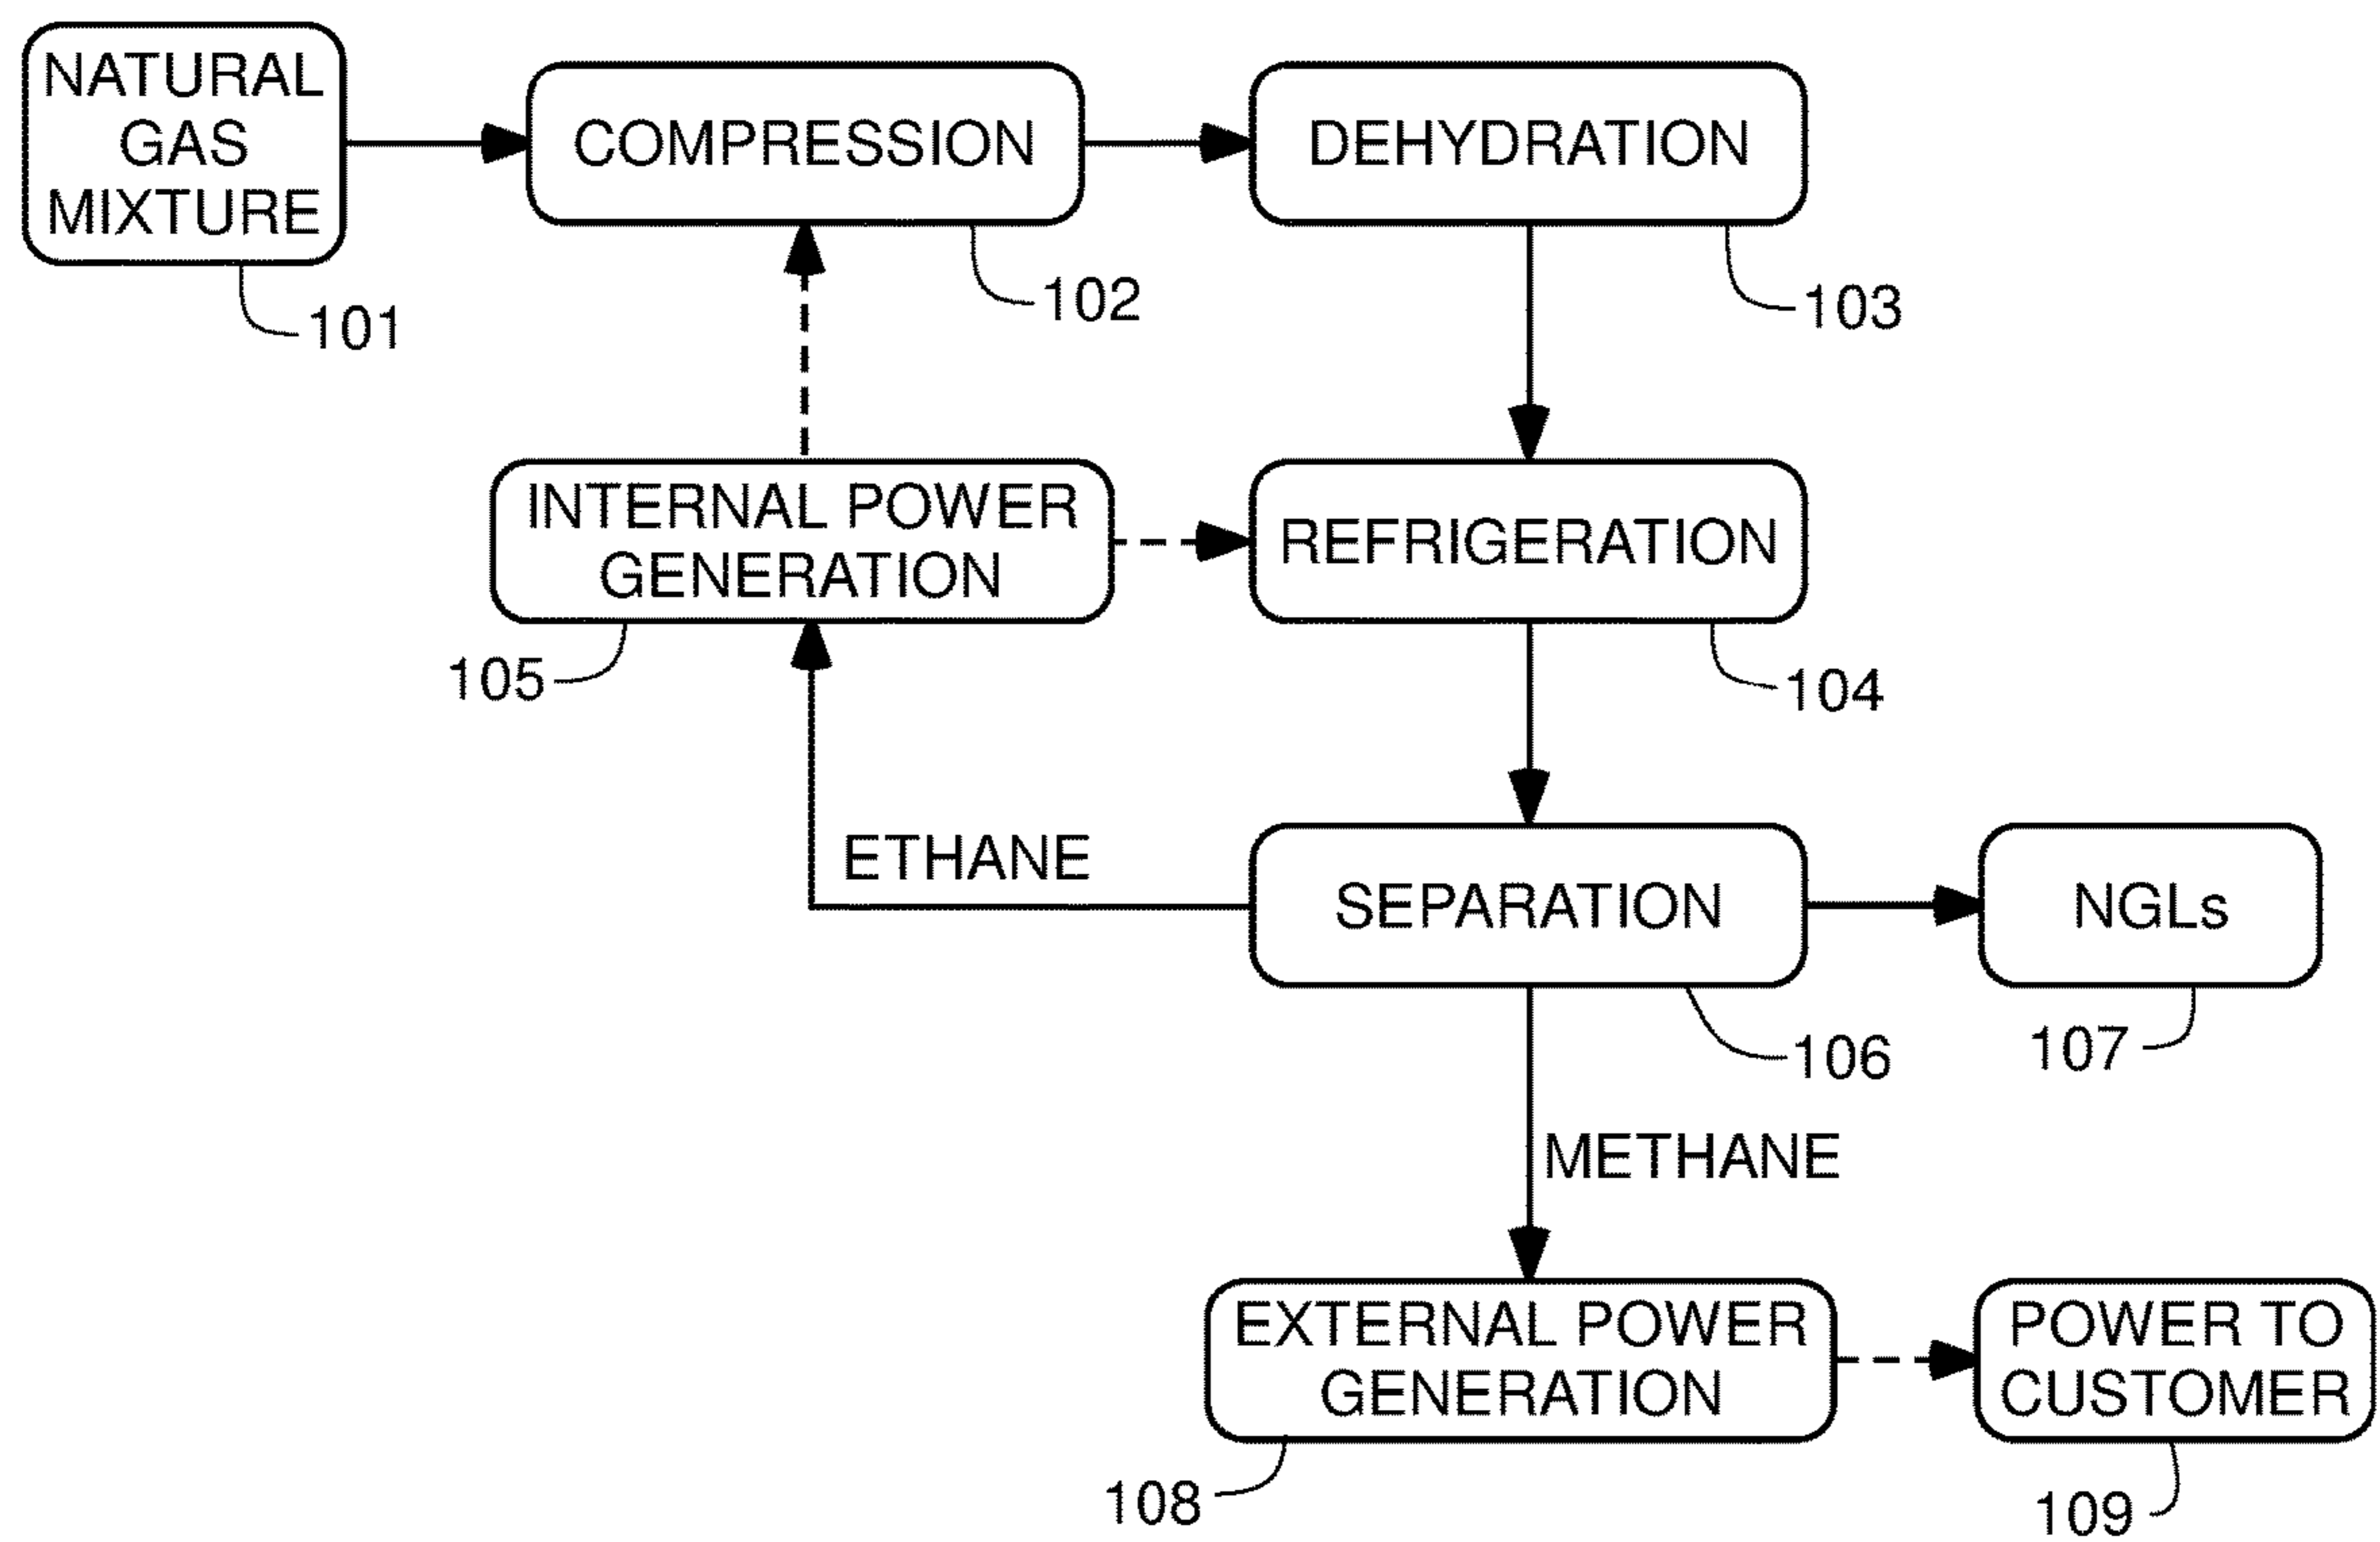 NATURAL
GAS
MIXTURE
101
COMPRESSION
102
DEHYDRATION
103
INTERNAL POWER
GENERATION
105
REFRIGERATION
104
ETHANE
SEPARATION
106
NGLs
107
METHANE
EXTERNAL POWER
GENERATION
108
POWER TO
CUSTOMER
109